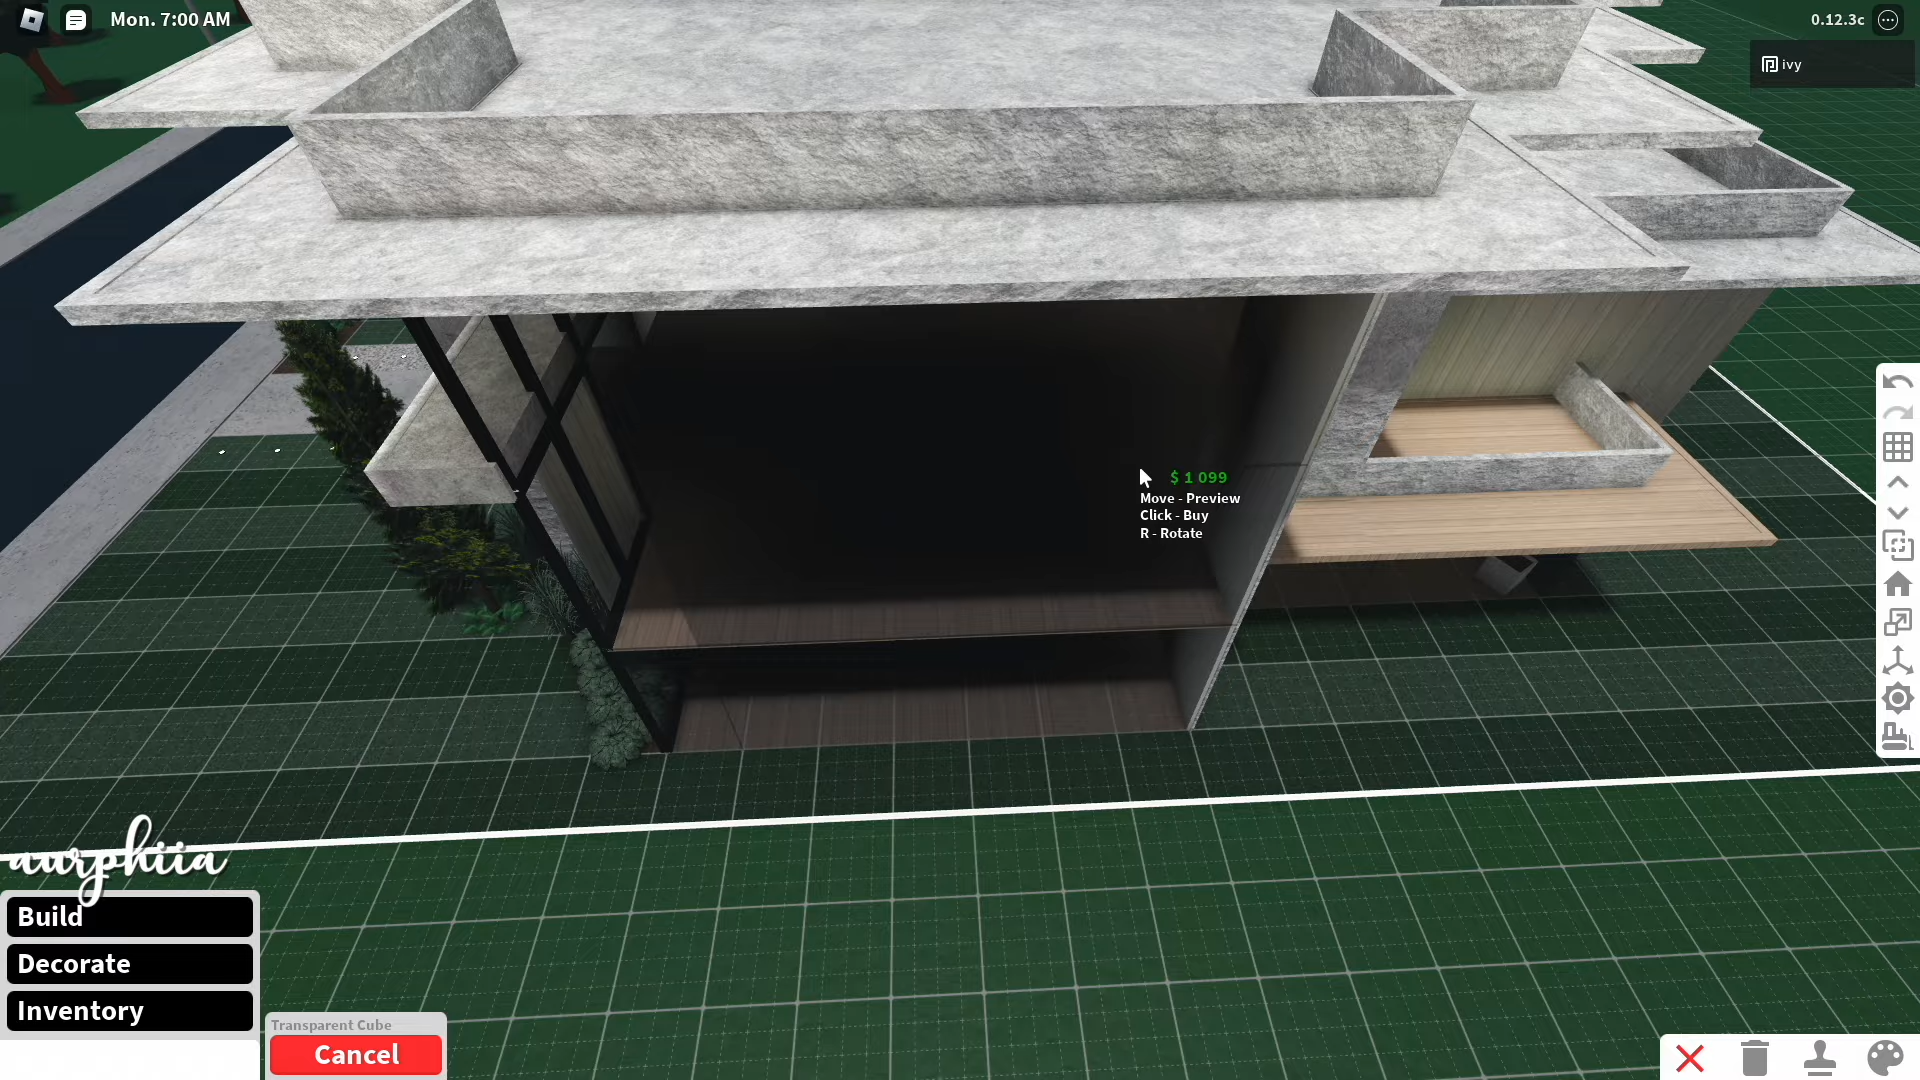 Mon. 7:00 AM
0.12.3c
ivy
$ 1 099
Move - Preview
Click - Buy
R - Rotate
aurphiia
Build
Decorate
Inventory
Transparent Cube
Cancel